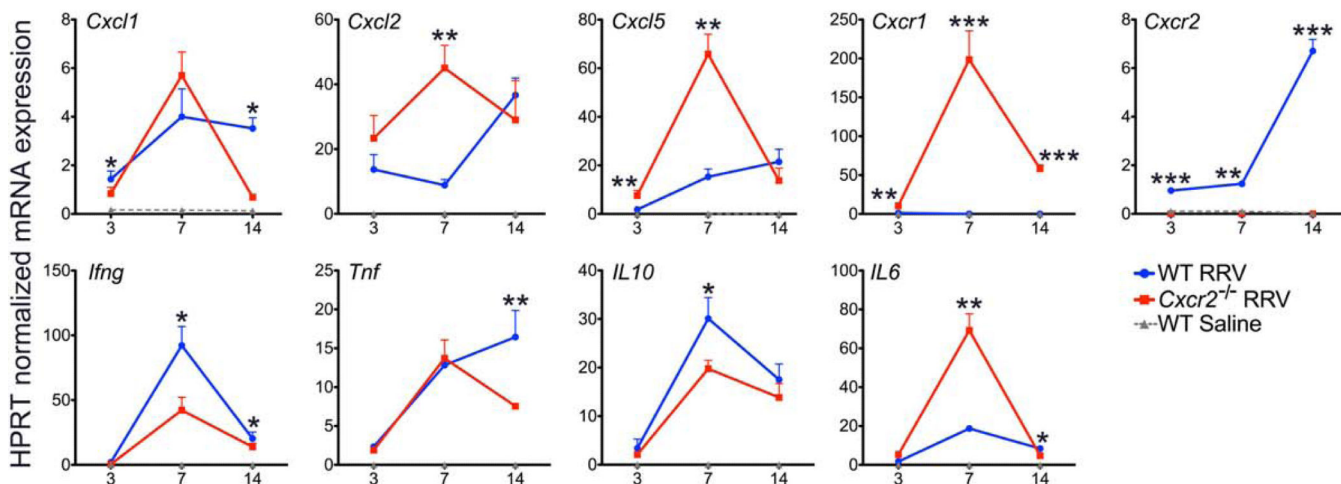 HPRT normalized mRNA expression
Cxcl1
8
6
4
2
0
*
*
3 7 14
Cxcl2
60
40
20
0
**
3 7 14
Cxcl5
80
60
40
20
0
**
**
3 7 14
Cxcr1
250
200
150
100
50
0
**
***
***
3 7 14
Cxcr2
8
6
4
2
0
***
**
***
3 7 14
Ifng
150
100
50
0
*
*
3 7 14
Tnf
25
20
15
10
5
0
**
3 7 14
IL10
40
30
20
10
0
*
3 7 14
IL6
100
80
60
40
20
0
**
*
3 7 14
WT RRV
Cxcr2-/- RRV
WT Saline